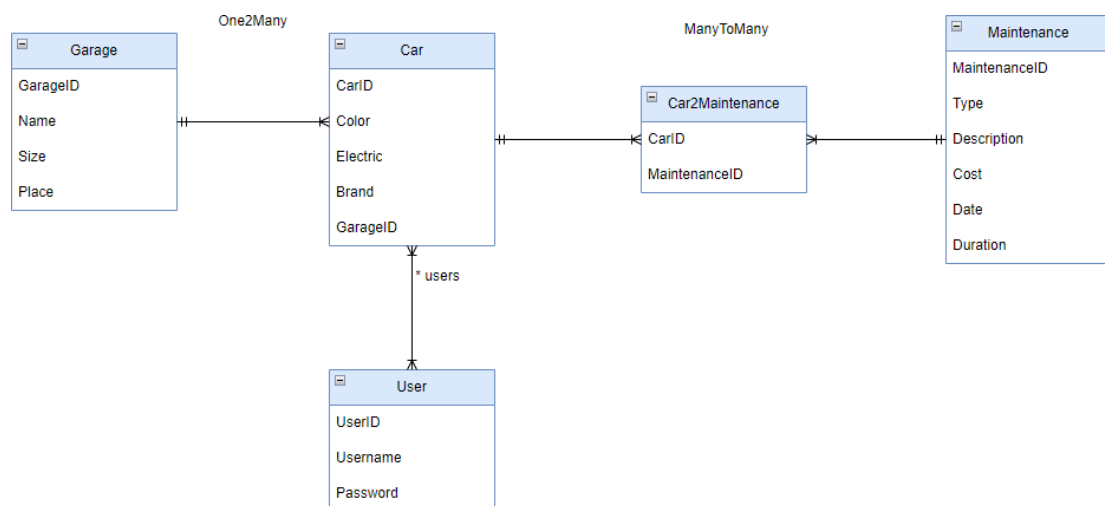 One2Many
Garage
GarageID
Name
Size
Place
Car
CarID
Color
Electric
Brand
GarageID
* users
ManyToMany
Car2Maintenance
CarID
MaintenanceID
Maintenance
MaintenanceID
Type
Description
Cost
Date
Duration
User
UserID
Username
Password